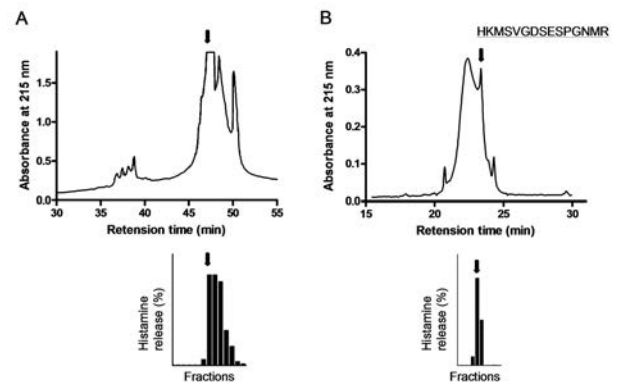 A
Absorbance at 215 nm
1.5
1.0
0.5
0.0
30
35
40
45
50
55
Retention time (min)
Histamine
release (%)
Fractions
B
HKMSVGDSESPGNMR
Absorbance at 215 nm
0.4
0.3
0.2
0.1
0.0
15
20
25
30
Retention time (min)
Histamine
release (%)
Fractions